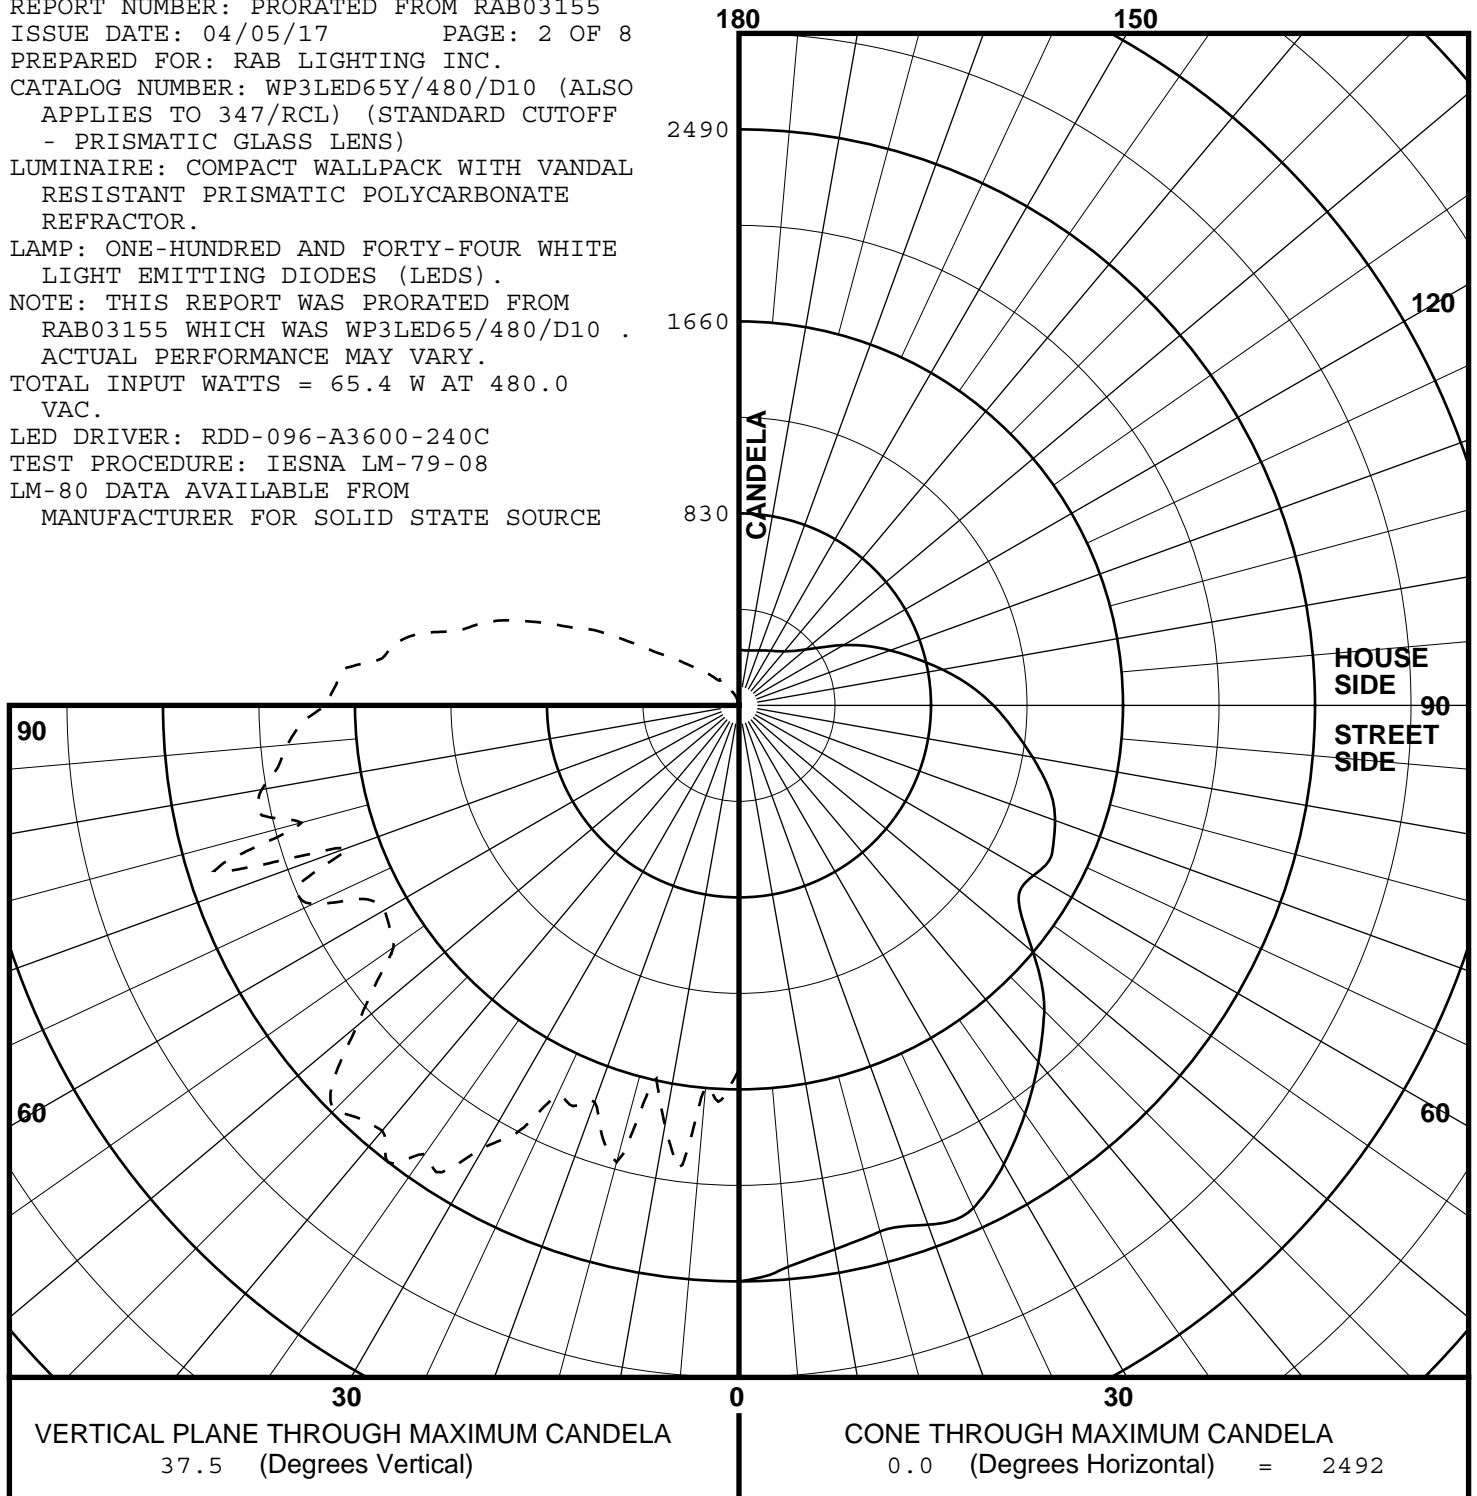 REPORT NUMBER: PRORATED FROM RAB03155
ISSUE DATE: 04/05/17 PAGE: 2 OF 8
PREPARED FOR: RAB LIGHTING INC.
CATALOG NUMBER: WP3LED65Y/480/D10 (ALSO
APPLIES TO 347/RCL) (STANDARD CUTOFF
- PRISMATIC GLASS LENS)
LUMINAIRE: COMPACT WALLPACK WITH VANDAL
RESISTANT PRISMATIC POLYCARBONATE
REFRACTOR.
LAMP: ONE-HUNDRED AND FORTY-FOUR WHITE
LIGHT EMITTING DIODES (LEDS).
NOTE: THIS REPORT WAS PRORATED FROM
RAB03155 WHICH WAS WP3LED65/480/D10 .
ACTUAL PERFORMANCE MAY VARY.
TOTAL INPUT WATTS = 65.4 W AT 480.0
VAC.
LED DRIVER: RDD-096-A3600-240C
TEST PROCEDURE: IESNA LM-79-08
LM-80 DATA AVAILABLE FROM
MANUFACTURER FOR SOLID STATE SOURCE
180
150
2490
120
1660
CANDELA
830
HOUSE
SIDE
90
90
STREET
SIDE
60
60
30
0
30
VERTICAL PLANE THROUGH MAXIMUM CANDELA
37.5 (Degrees Vertical)
CONE THROUGH MAXIMUM CANDELA
0.0 (Degrees Horizontal) = 2492